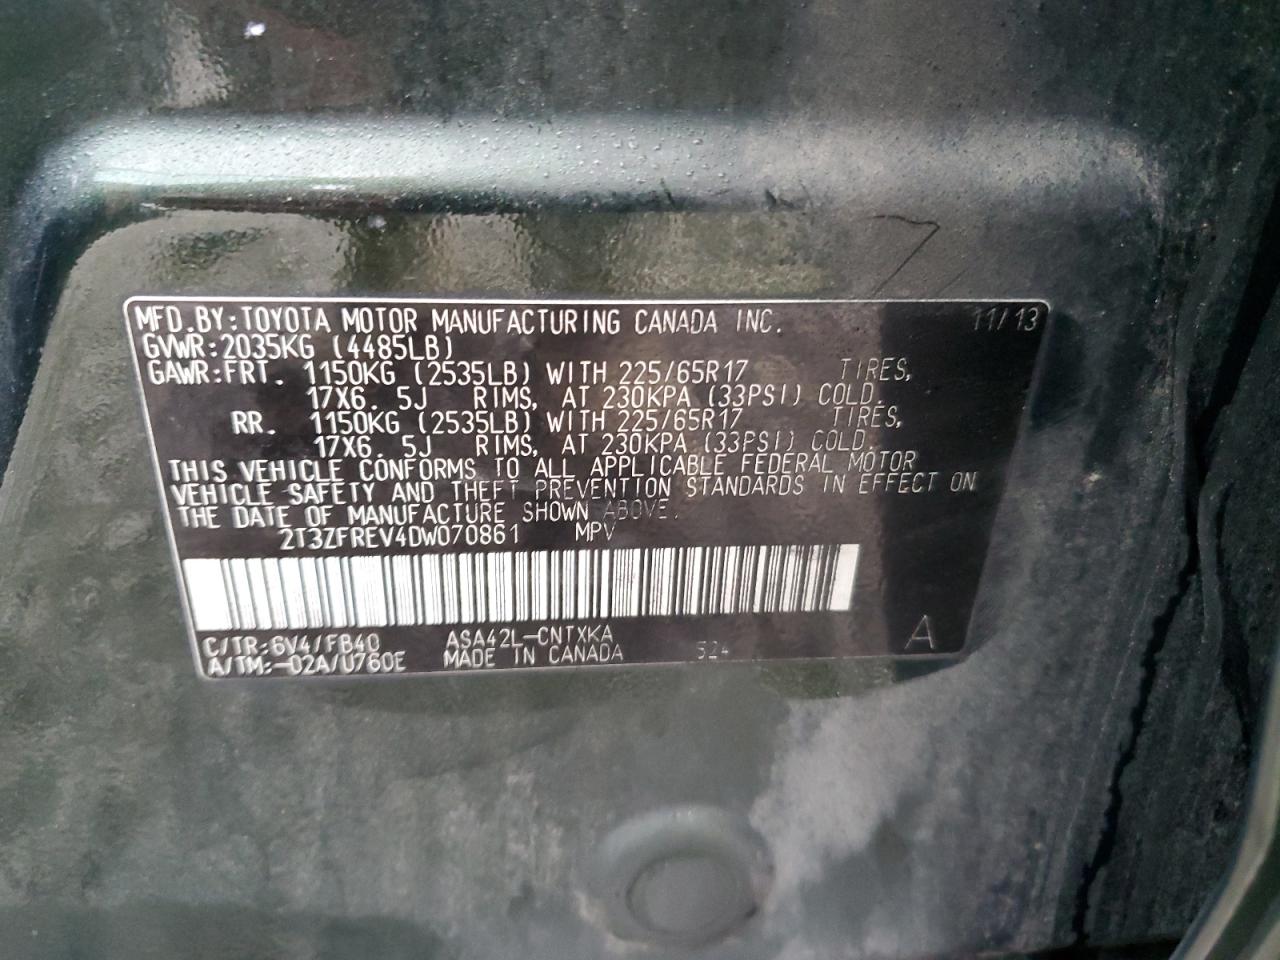 MFD.BY:TOYOTA MOTOR MANUFACTURING CANADA INC. 11/13
GVWR:2035KG (4485LB)
GAWR:FRT. 1150KG (2535LB) WITH 225/65R17 TIRES,
17X6.5J RIMS, AT 230KPA (33PSI) COLD.
RR. 1150KG (2535LB) WITH 225/65R17 TIRES,
17X6.5J RIMS, AT 230KPA (33PSI) COLD.
THIS VEHICLE CONFORMS TO ALL APPLICABLE FEDERAL MOTOR
VEHICLE SAFETY AND THEFT PREVENTION STANDARDS IN EFFECT ON
THE DATE OF MANUFACTURE SHOWN ABOVE.
2T3ZFREV4DW070861 MPV
C/TR:6V4/FB40 ASA42L-CNTXKA
A/TM:-02A/U760E MADE IN CANADA 524 A